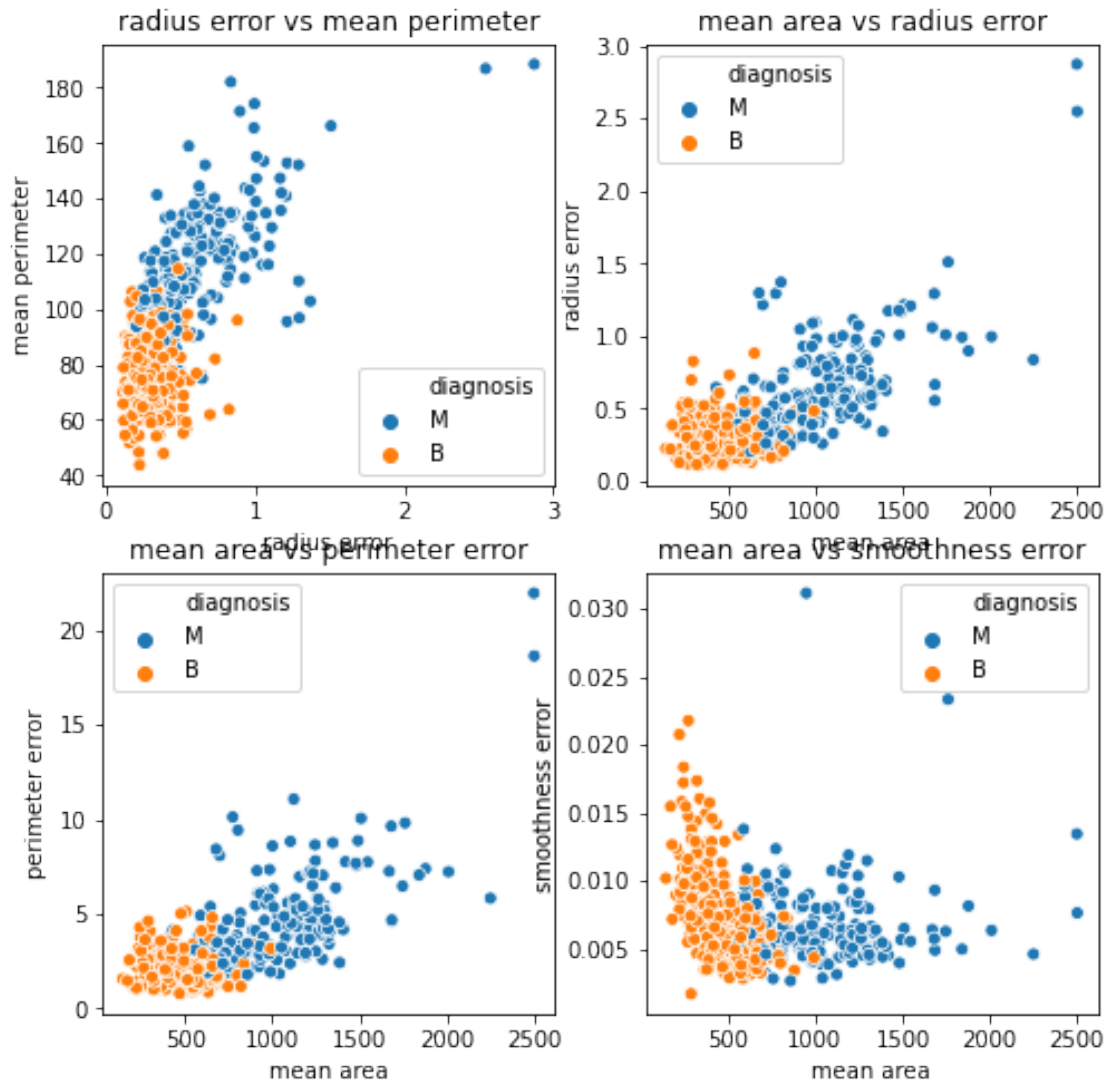 radius error vs mean perimeter
mean perimeter
180
160
140
120
100
80
60
40
0
1
2
3
radius error
diagnosis
M
B
mean area vs radius error
radius error
3.0
2.5
2.0
1.5
1.0
0.5
0.0
500
1000
1500
2000
2500
mean area
diagnosis
M
B
mean area vs perimeter error
perimeter error
20
15
10
5
0
500
1000
1500
2000
2500
mean area
diagnosis
M
B
mean area vs smoothness error
smoothness error
0.030
0.025
0.020
0.015
0.010
0.005
500
1000
1500
2000
2500
mean area
diagnosis
M
B